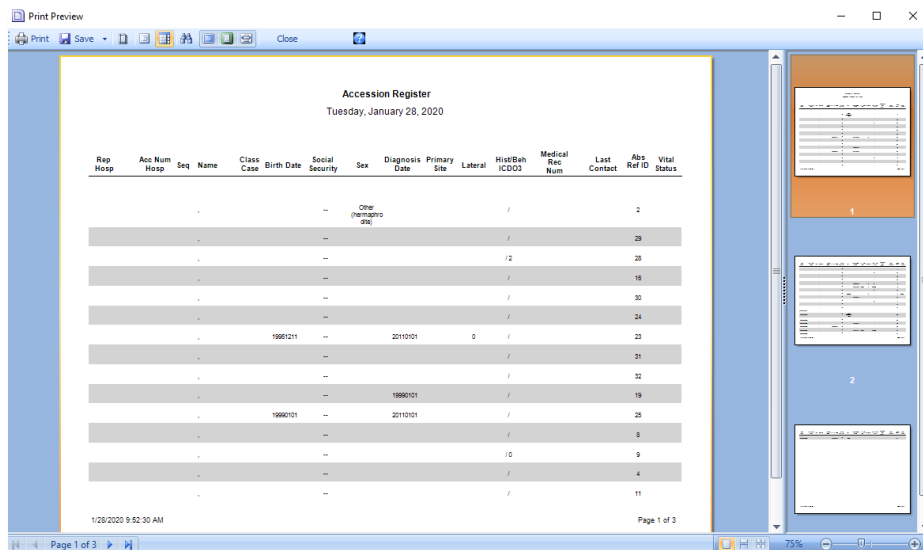 Print Preview
Print Save Close
Accession Register
Tuesday, January 28, 2020
Rep Hosp Acc Num Hosp Seq Name Class Case Birth Date Social Security Sex Diagnosis Date Primary Site Lateral Hist/Beh ICDO3 Medical Rec Num Last Contact Abs Ref ID Vital Status
, -- Other (hermaphrodite) / 2
, -- / 29
, -- / 2 28
, -- / 16
, -- / 30
, -- / 24
, 19951211 -- 20110101 0 / 23
, -- / 31
, -- / 32
, -- 19990101 / 19
, 19990101 -- 20110101 / 25
, -- / 8
, -- / 0 9
, -- / 4
, -- / 11
1/28/2020 9:52:30 AM Page 1 of 3
1
2
Page 1 of 3 75%